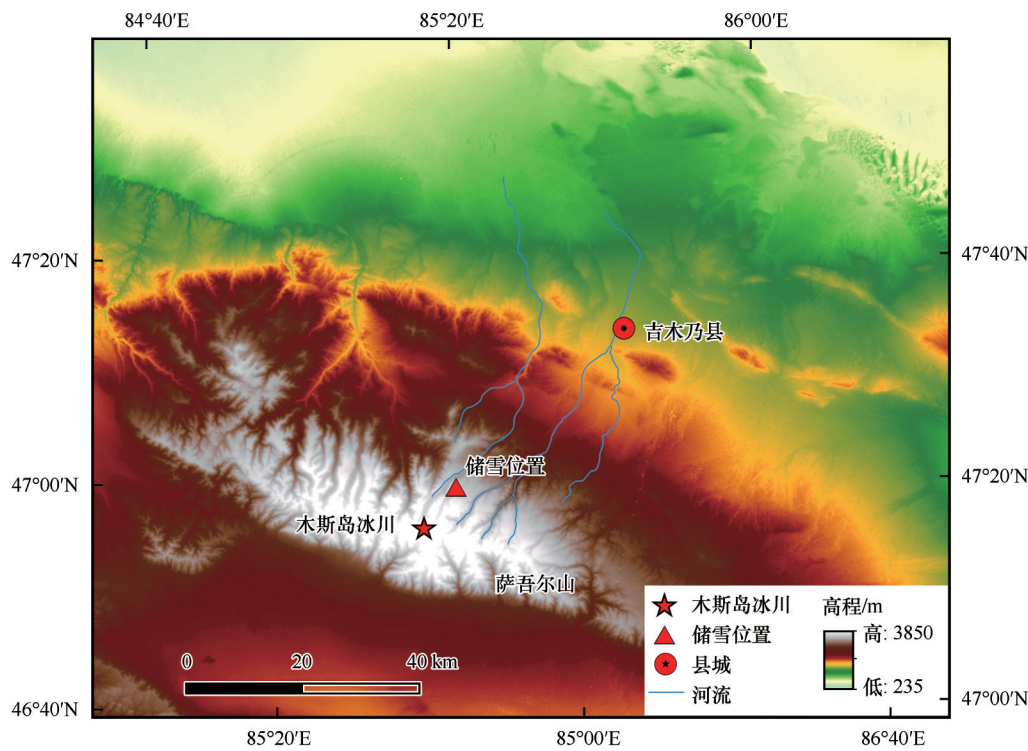 84°40′E
85°20′E
86°00′E
47°20′N
47°40′N
吉木乃县
储雪位置
47°20′N
47°00′N
木斯岛冰川
萨吾尔山
木斯岛冰川
高程/m
储雪位置
高: 3850
县城
河流
低: 235
0
20
40 km
46°40′N
47°00′N
85°20′E
85°00′E
86°40′E